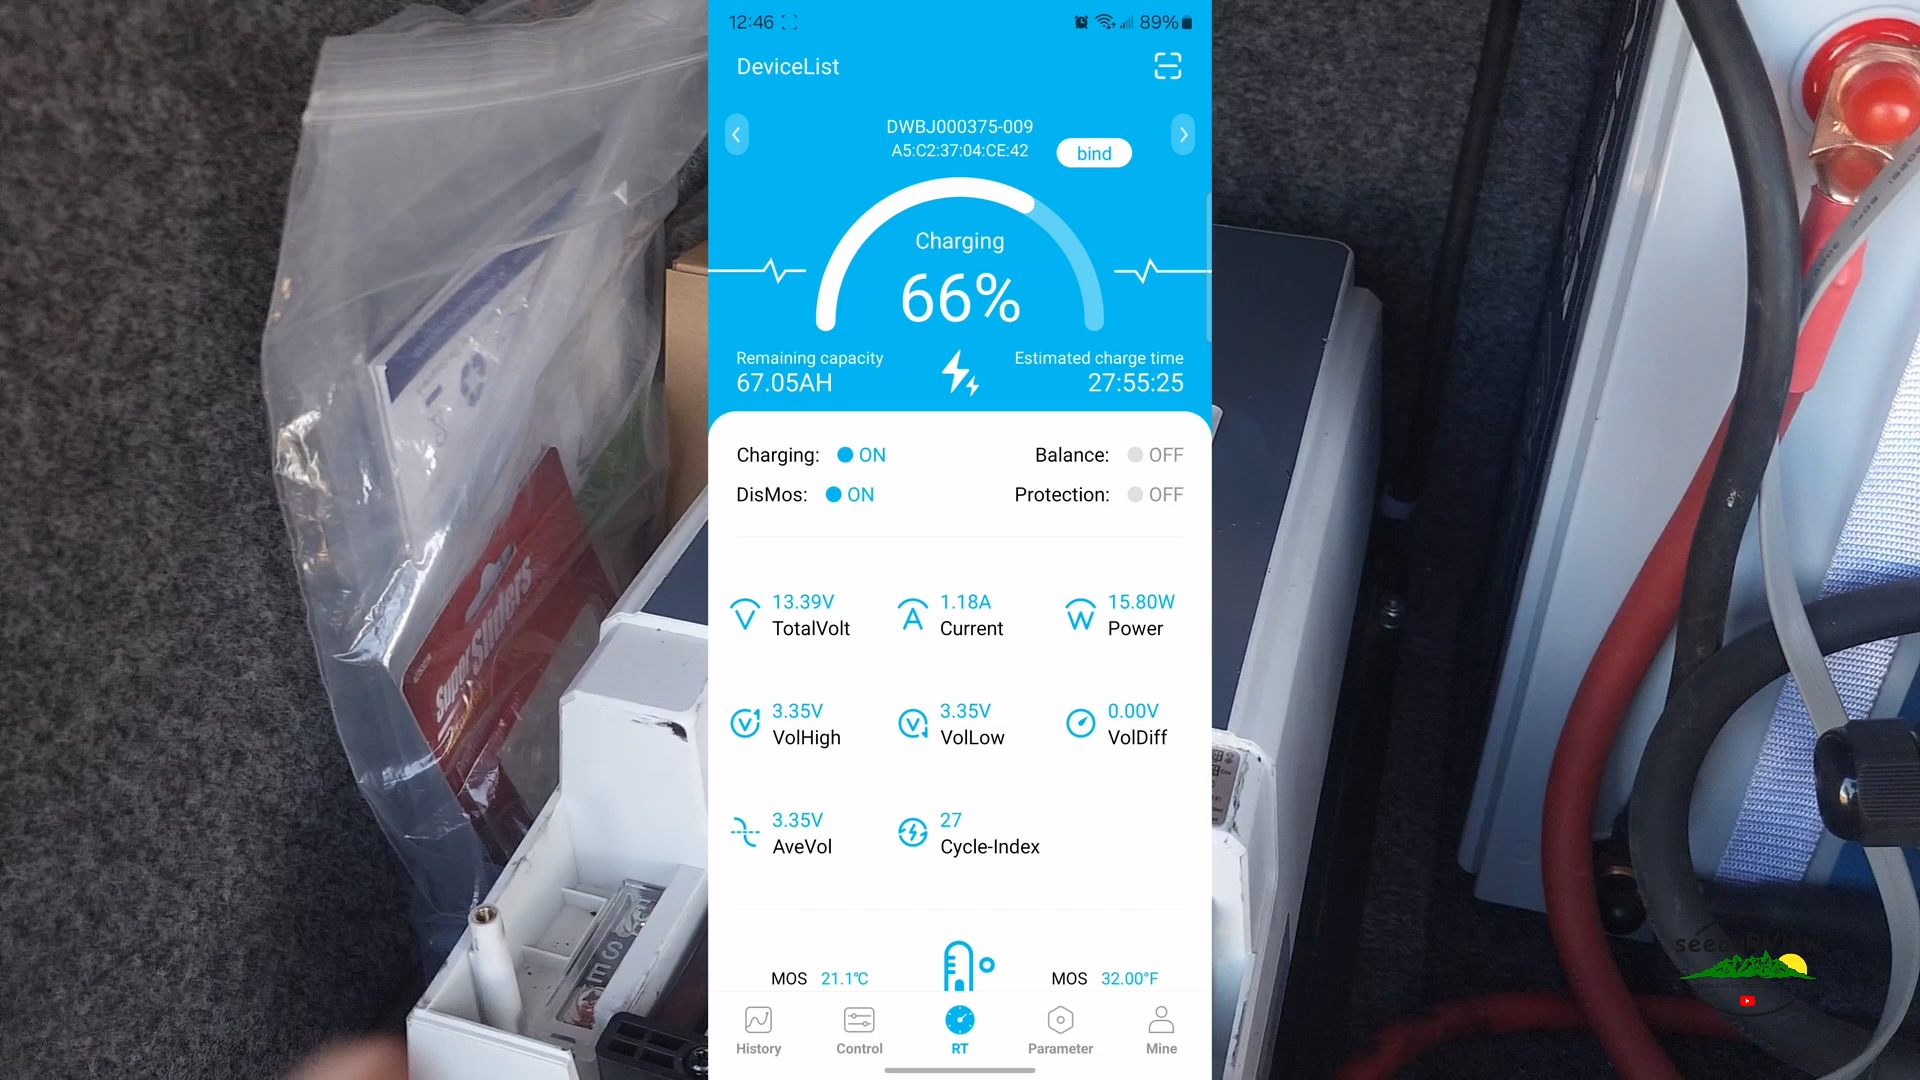 12:46
89%
DeviceList
DWBJ000375-009
A5:C2:37:04:CE:42
bind
Charging
66%
Remaining capacity
67.05AH
Estimated charge time
27:55:25
Charging: ON
Balance: OFF
DisMos: ON
Protection: OFF
13.39V
TotalVolt
1.18A
Current
15.80W
Power
3.35V
VolHigh
3.35V
VolLow
0.00V
VolDiff
3.35V
AveVol
27
Cycle-Index
MOS 21.1℃
MOS 32.00°F
History
Control
RT
Parameter
Mine
Super Sliders